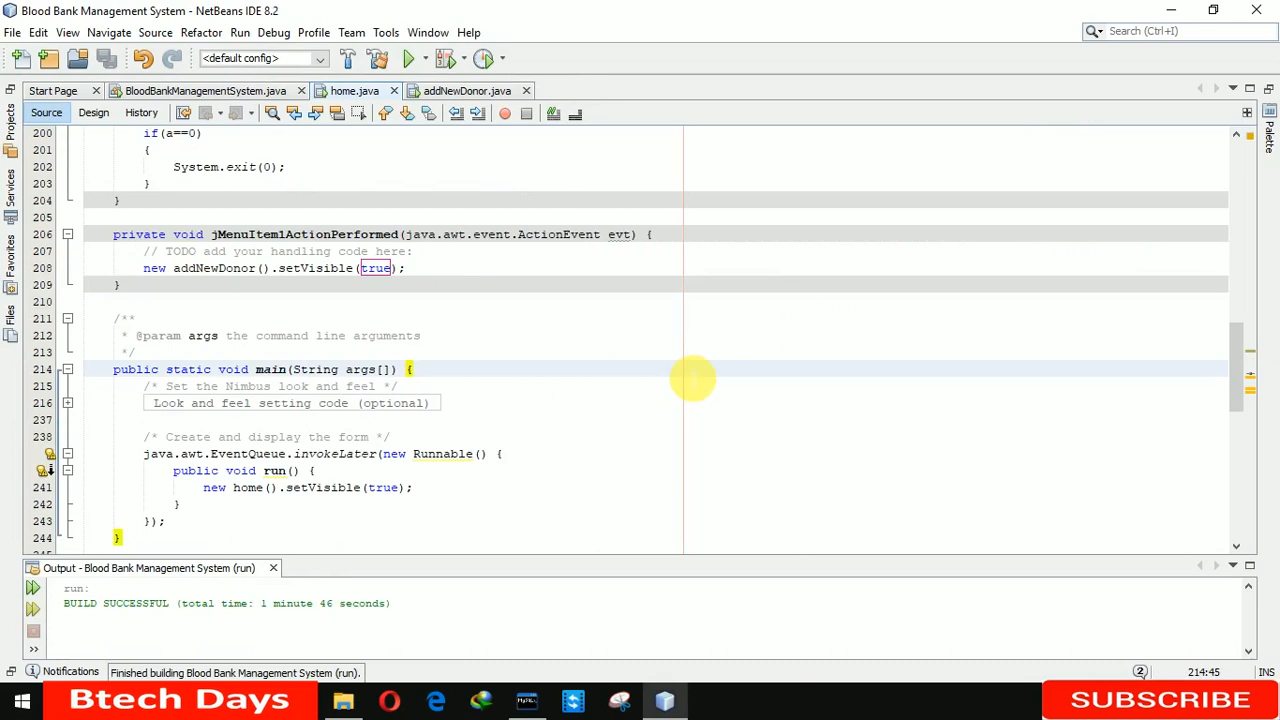 Blood Bank Management System - NetBeans IDE 8.2
File Edit View Navigate Source Refactor Run Debug Profile Team Tools Window Help
Search (Ctrl+I)
<default config>
Start Page BloodBankManagementSystem.java home.java addNewDonor.java
Source Design History
Projects
Services
Favorites
Files
Palette
200 if(a==0)
201 {
202 System.exit(0);
203 }
204 }
205
206 private void jMenuItem1ActionPerformed(java.awt.event.ActionEvent evt) {
207 // TODO add your handling code here:
208 new addNewDonor().setVisible(true);
209 }
210
211 /**
212 * @param args the command line arguments
213 */
214 public static void main(String args[]) {
215 /* Set the Nimbus look and feel */
216 Look and feel setting code (optional)
237
238 /* Create and display the form */
java.awt.EventQueue.invokeLater(new Runnable() {
public void run() {
241 new home().setVisible(true);
242 }
243 });
244 }
Output - Blood Bank Management System (run)
run:
BUILD SUCCESSFUL (total time: 1 minute 46 seconds)
Notifications Finished building Blood Bank Management System (run). 2 214:45 INS
Btech Days
SUBSCRIBE